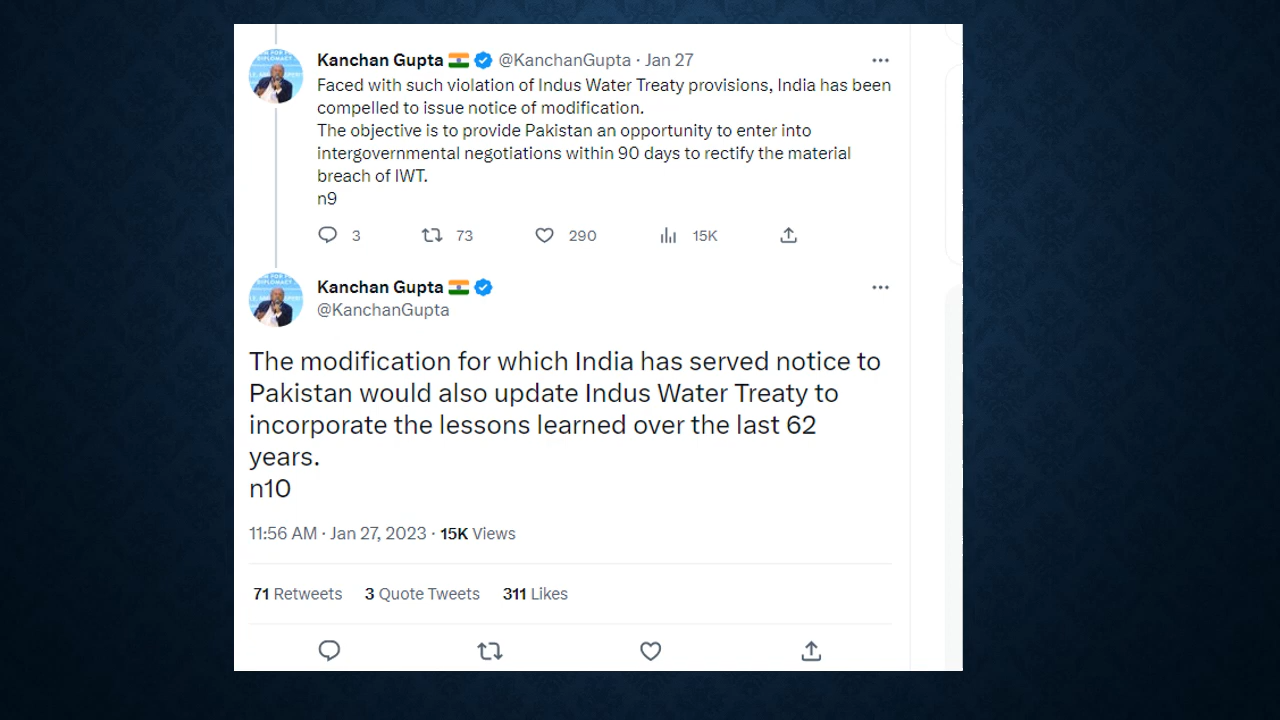 Kanchan Gupta 🇮🇳 @KanchanGupta · Jan 27
Faced with such violation of Indus Water Treaty provisions, India has been
compelled to issue notice of modification.
The objective is to provide Pakistan an opportunity to enter into
intergovernmental negotiations within 90 days to rectify the material
breach of IWT.
n9
3 73 290 15K
Kanchan Gupta 🇮🇳
@KanchanGupta
The modification for which India has served notice to
Pakistan would also update Indus Water Treaty to
incorporate the lessons learned over the last 62
years.
n10
11:56 AM · Jan 27, 2023 · 15K Views
71 Retweets 3 Quote Tweets 311 Likes